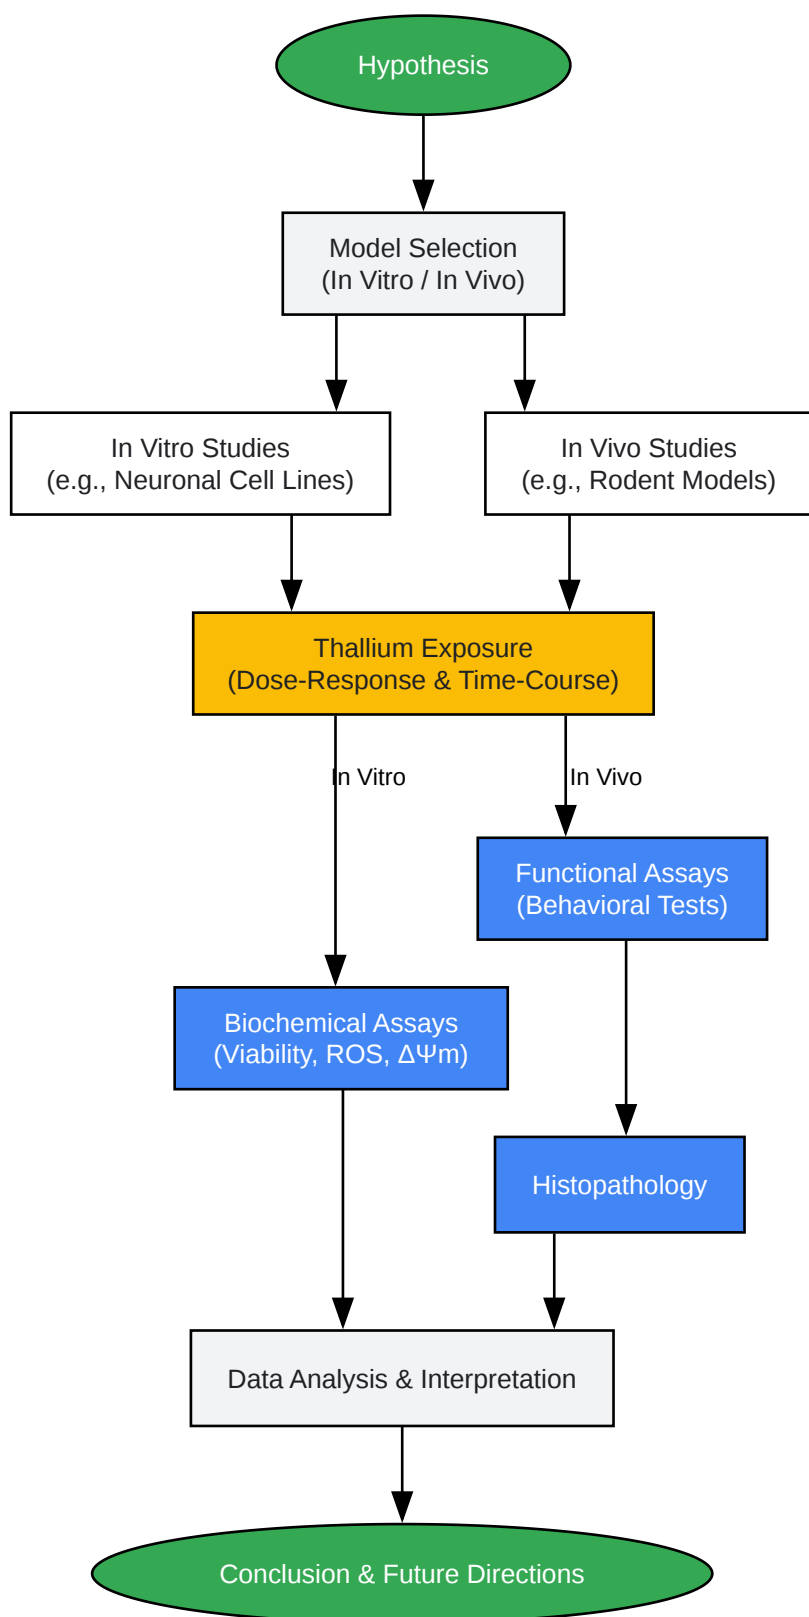 Hypothesis
Model Selection
(In Vitro / In Vivo)
In Vitro Studies
(e.g., Neuronal Cell Lines)
In Vivo Studies
(e.g., Rodent Models)
Thallium Exposure
(Dose-Response & Time-Course)
In Vitro
In Vivo
Functional Assays
(Behavioral Tests)
Biochemical Assays
(Viability, ROS, ΔΨm)
Histopathology
Data Analysis & Interpretation
Conclusion & Future Directions